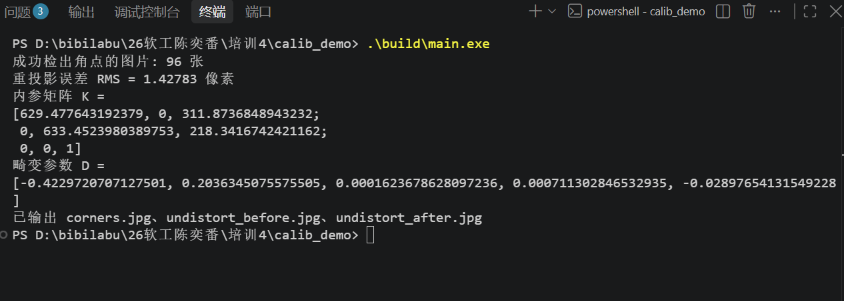 问题 3 输出 调试控制台 终端 端口 powershell - calib_demo
PS D:\bibilabu\26软工陈奕番\培训4\calib_demo> .\build\main.exe
成功检出角点的图片: 96 张
重投影误差 RMS = 1.42783 像素
内参矩阵 K =
[629.477643192379, 0, 311.8736848943232;
 0, 633.4523980389753, 218.3416742421162;
 0, 0, 1]
畸变参数 D =
[-0.4229720707127501, 0.2036345075575505, 0.0001623678628097236, 0.000711302846532935, -0.02897654131549228
]
已输出 corners.jpg、undistort_before.jpg、undistort_after.jpg
PS D:\bibilabu\26软工陈奕番\培训4\calib_demo>